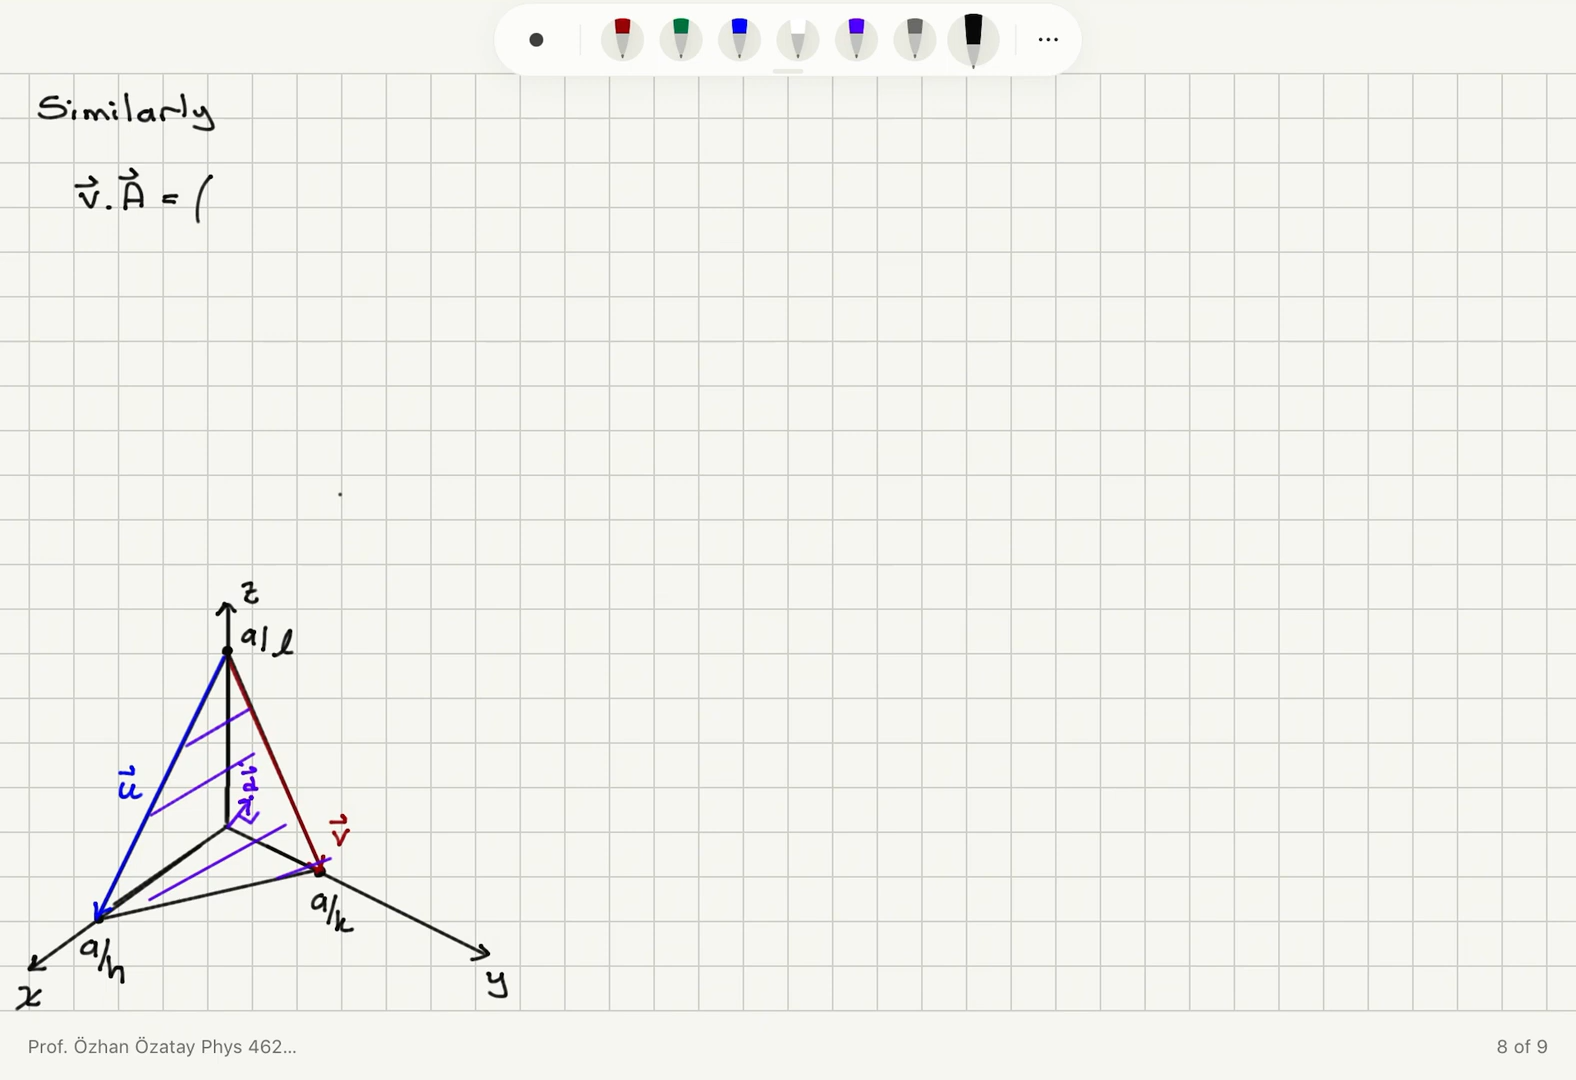 Similarly
v⃗.A⃗ = (
z
a/l
u⃗
d⃗
v⃗
a/k
a/h
x
y
Prof. Özhan Özatay Phys 462...
8 of 9